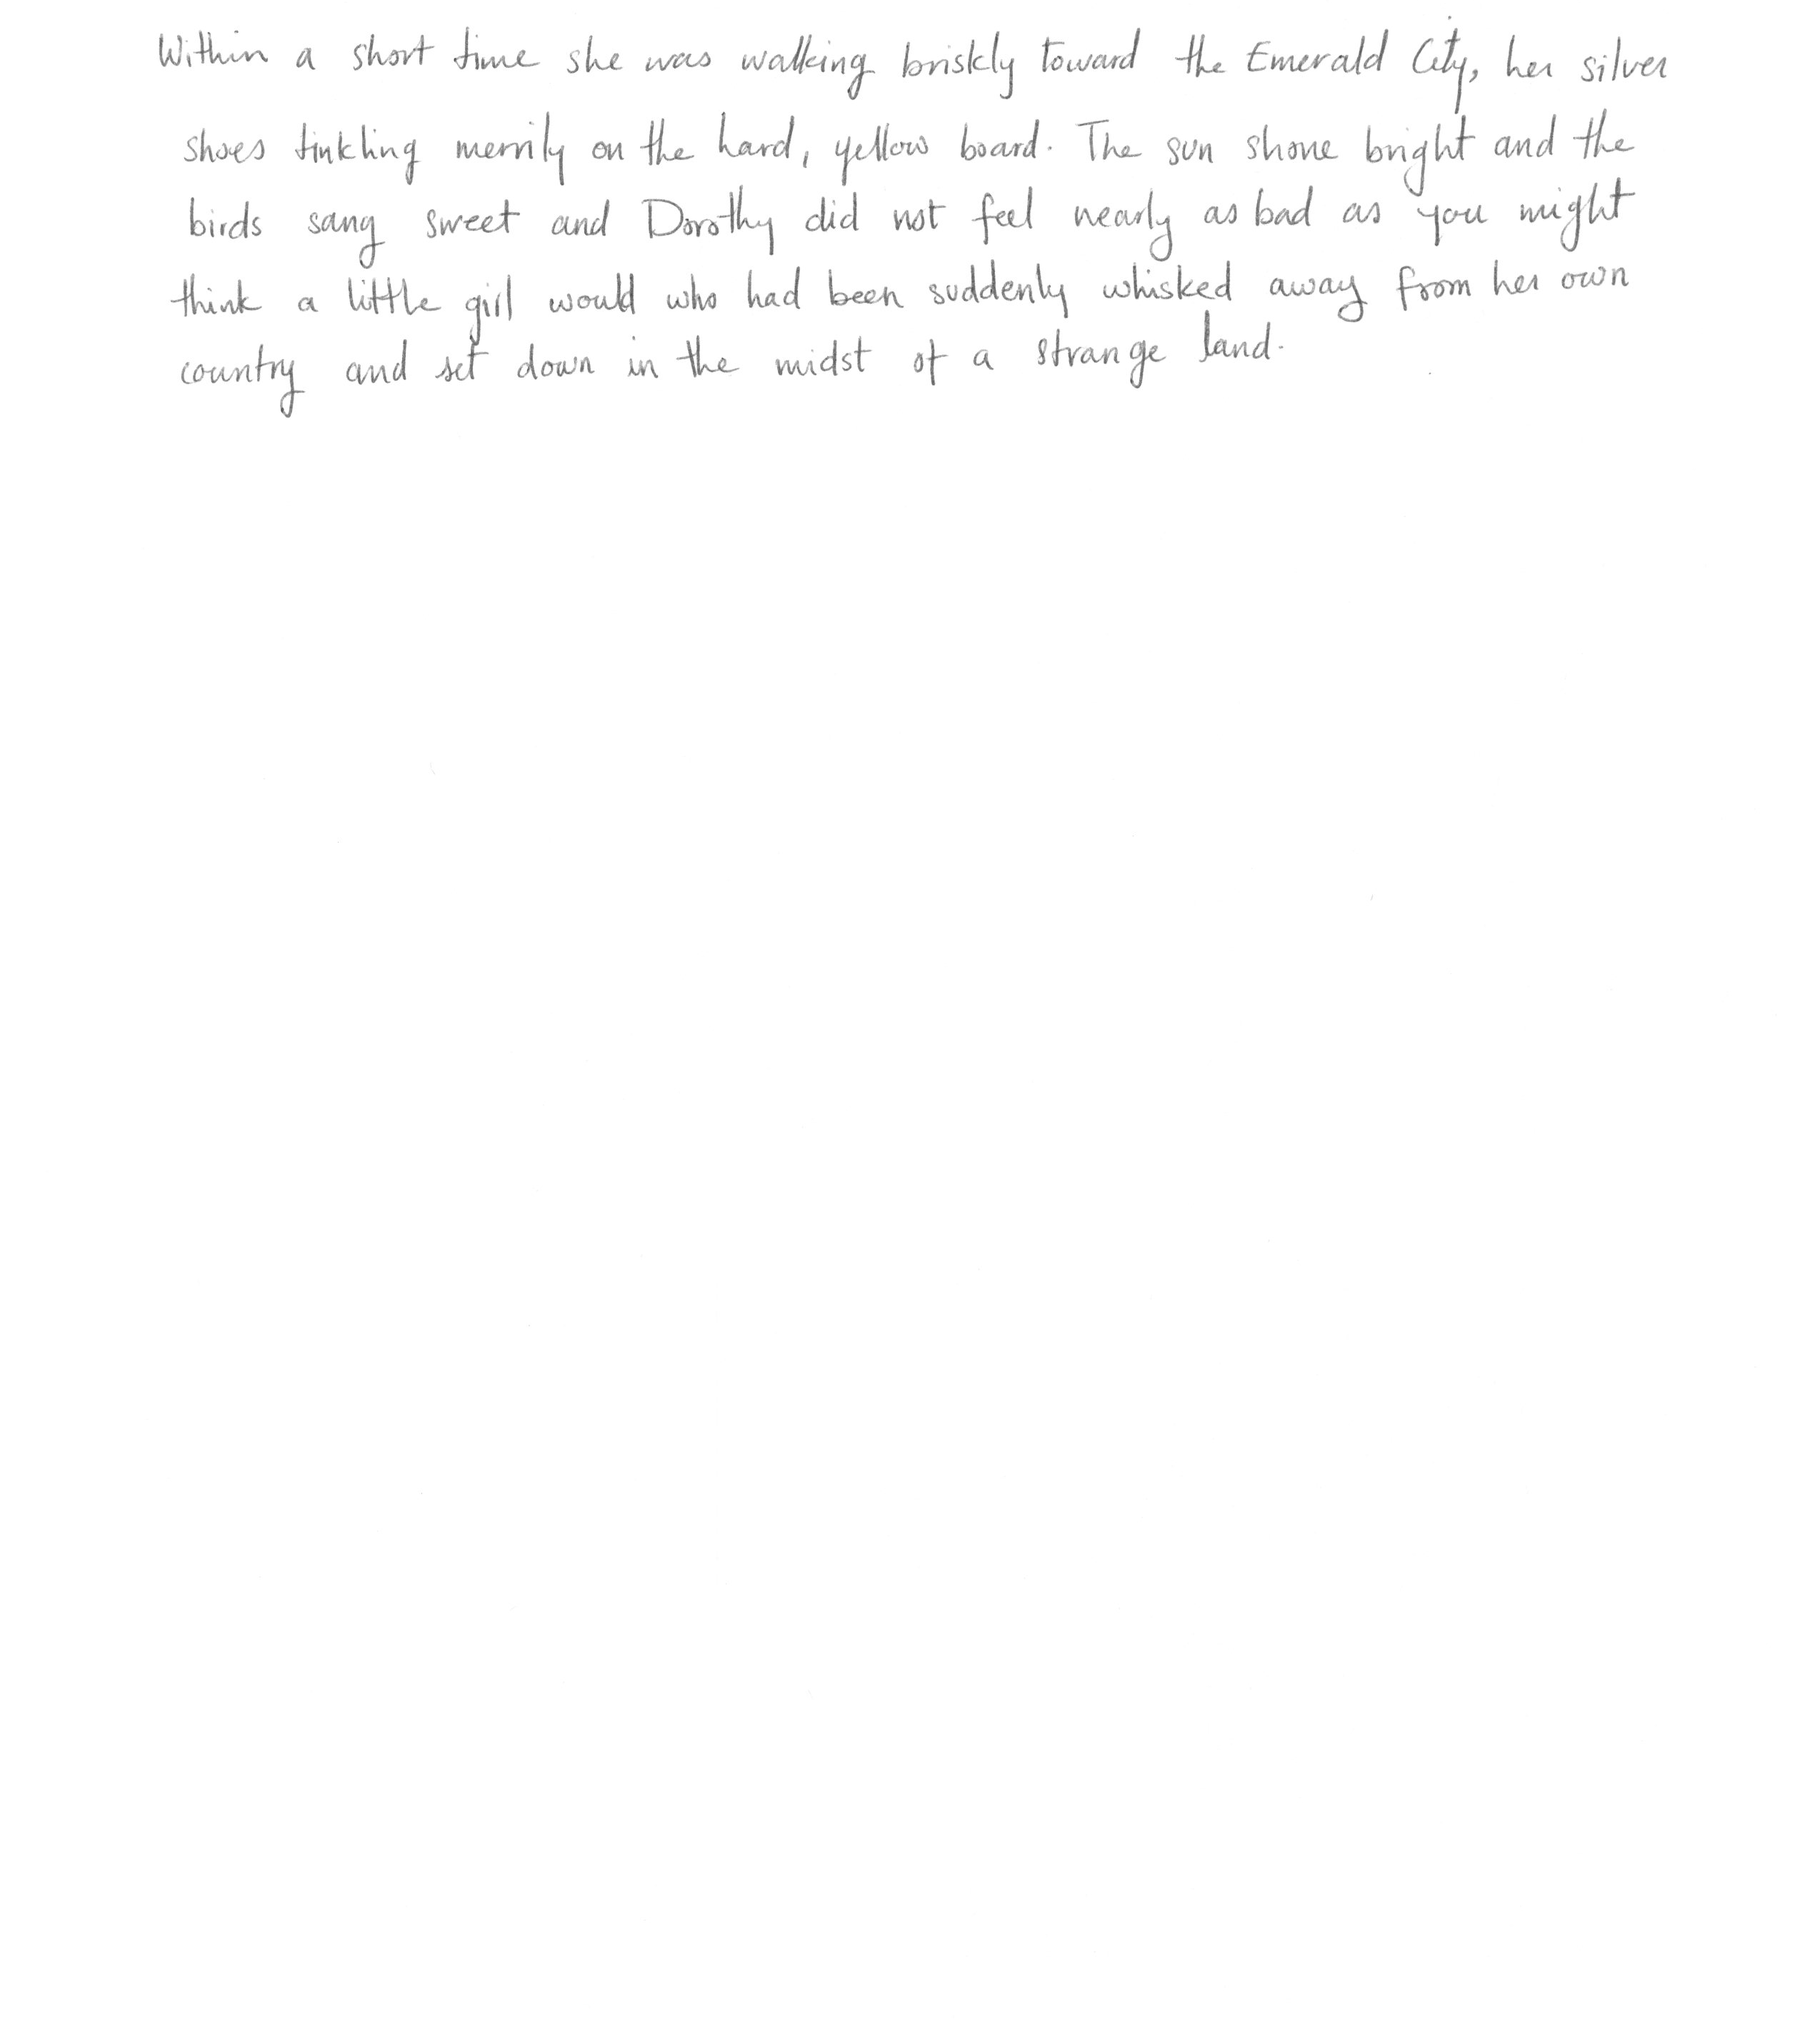 Within a short time she was walking briskly toward the Emerald City, her silver
shoes tinkling merrily on the hard, yellow board. The sun shone bright and the
birds sang sweet and Dorothy did not feel nearly as bad as you might
think a little girl would who had been suddenly whisked away from her own
country and set down in the midst of a strange land.